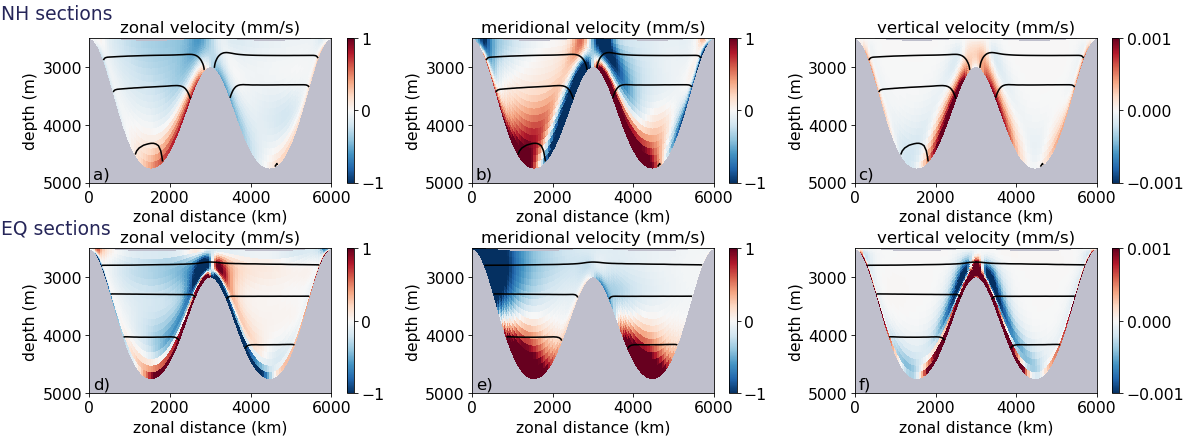 NH sections
zonal velocity (mm/s)
meridional velocity (mm/s)
vertical velocity (mm/s)
depth (m)
3000
4000
5000
a)
0 2000 4000 6000
zonal distance (km)
1
0
−1
depth (m)
3000
4000
5000
b)
0 2000 4000 6000
zonal distance (km)
1
0
−1
depth (m)
3000
4000
5000
c)
0 2000 4000 6000
zonal distance (km)
0.001
0.000
−0.001
EQ sections
zonal velocity (mm/s)
meridional velocity (mm/s)
vertical velocity (mm/s)
depth (m)
3000
4000
5000
d)
0 2000 4000 6000
zonal distance (km)
1
0
−1
depth (m)
3000
4000
5000
e)
0 2000 4000 6000
zonal distance (km)
1
0
−1
depth (m)
3000
4000
5000
f)
0 2000 4000 6000
zonal distance (km)
0.001
0.000
−0.001